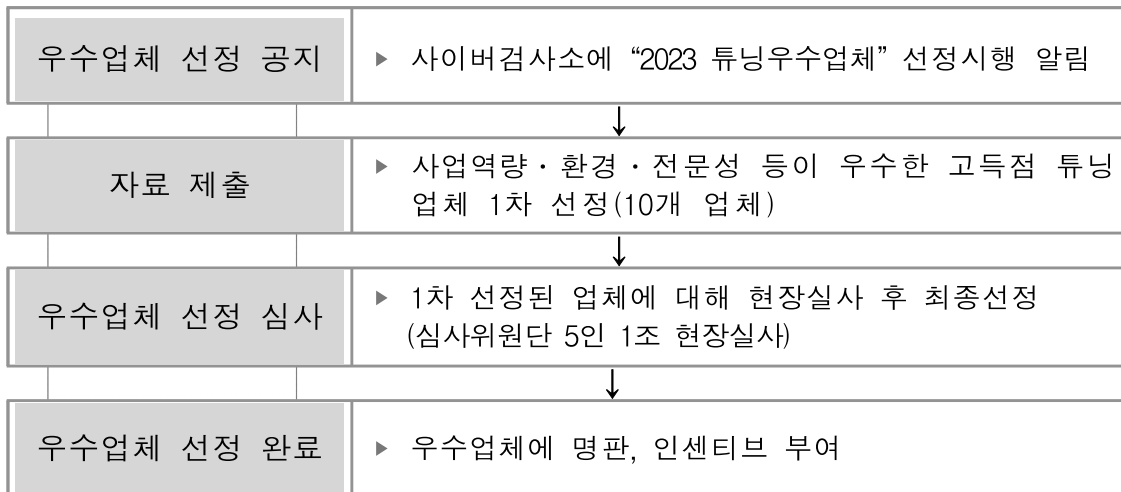 우수업체 선정 공지
▶ 사이버검사소에 “2023 튜닝우수업체” 선정시행 알림
↓
자료 제출
▶ 사업역량・환경・전문성 등이 우수한 고득점 튜닝
업체 1차 선정(10개 업체)
↓
우수업체 선정 심사
▶ 1차 선정된 업체에 대해 현장실사 후 최종선정
(심사위원단 5인 1조 현장실사)
↓
우수업체 선정 완료
▶ 우수업체에 명판, 인센티브 부여